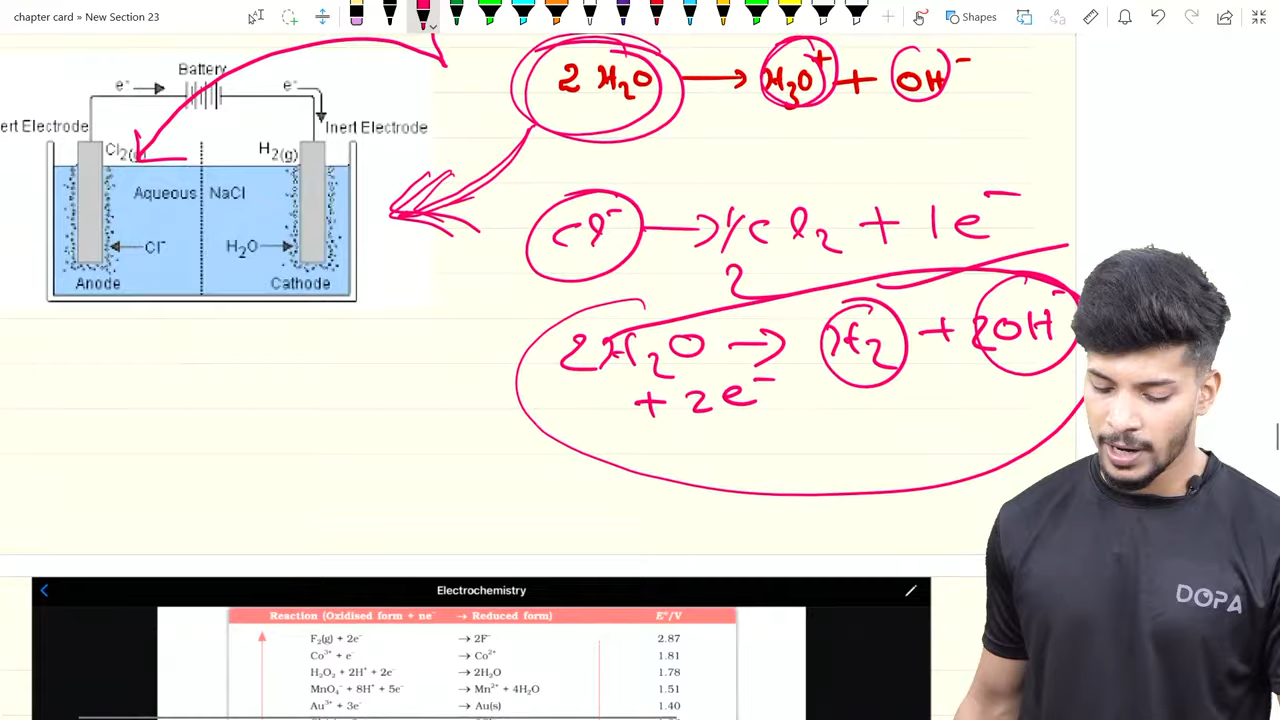 chapter card » New Section 23
Shapes
2 H₂O → H₃O⁺ + OH⁻
Battery
e⁻ e⁻
ert Electrode Inert Electrode
Cl₂(g) H₂(g)
Aqueous NaCl
Cl⁻ H₂O
Anode Cathode
Cl⁻ → 1/2 Cl₂ + 1e⁻
2H₂O → H₂ + 2OH⁻
+ 2e⁻
DOPA
Electrochemistry
Reaction (Oxidised form + ne⁻ → Reduced form) E°/V
F₂(g) + 2e⁻ → 2F⁻ 2.87
Co³⁺ + e⁻ → Co²⁺ 1.81
H₂O₂ + 2H⁺ + 2e⁻ → 2H₂O 1.78
MnO₄⁻ + 8H⁺ + 5e⁻ → Mn²⁺ + 4H₂O 1.51
Au³⁺ + 3e⁻ → Au(s) 1.40